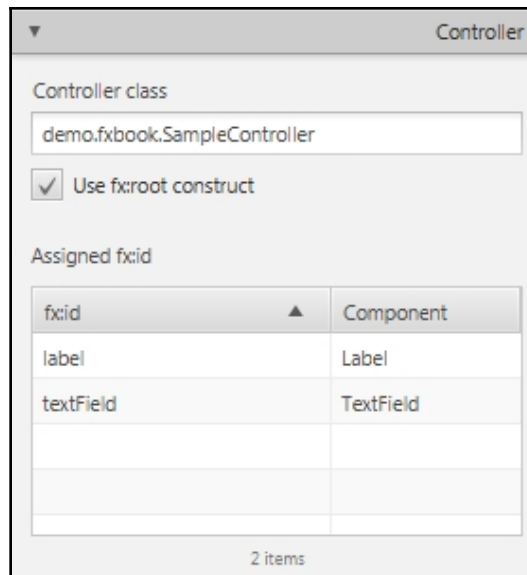 Controller
Controller class
demo.fxbook.SampleController
Use fx:root construct
Assigned fx:id
fx:id Component
label Label
textField TextField
2 items